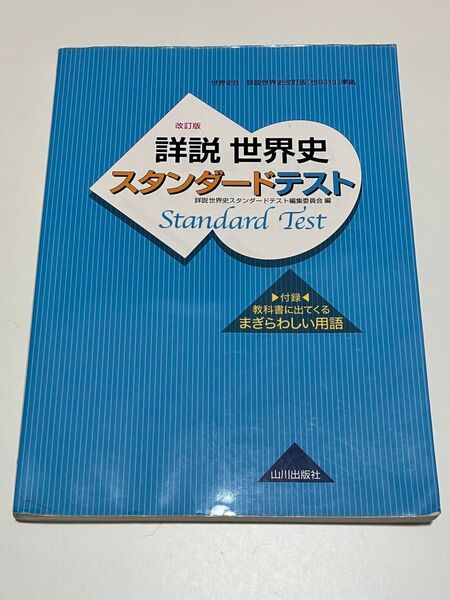 世界史B 詳説世界史改訂版(世B310)準拠
改訂版
詳説 世界史
スタンダードテスト
詳説世界史スタンダードテスト編集委員会 編
Standard Test
▶付録◀
教科書に出てくる
まぎらわしい用語
山川出版社